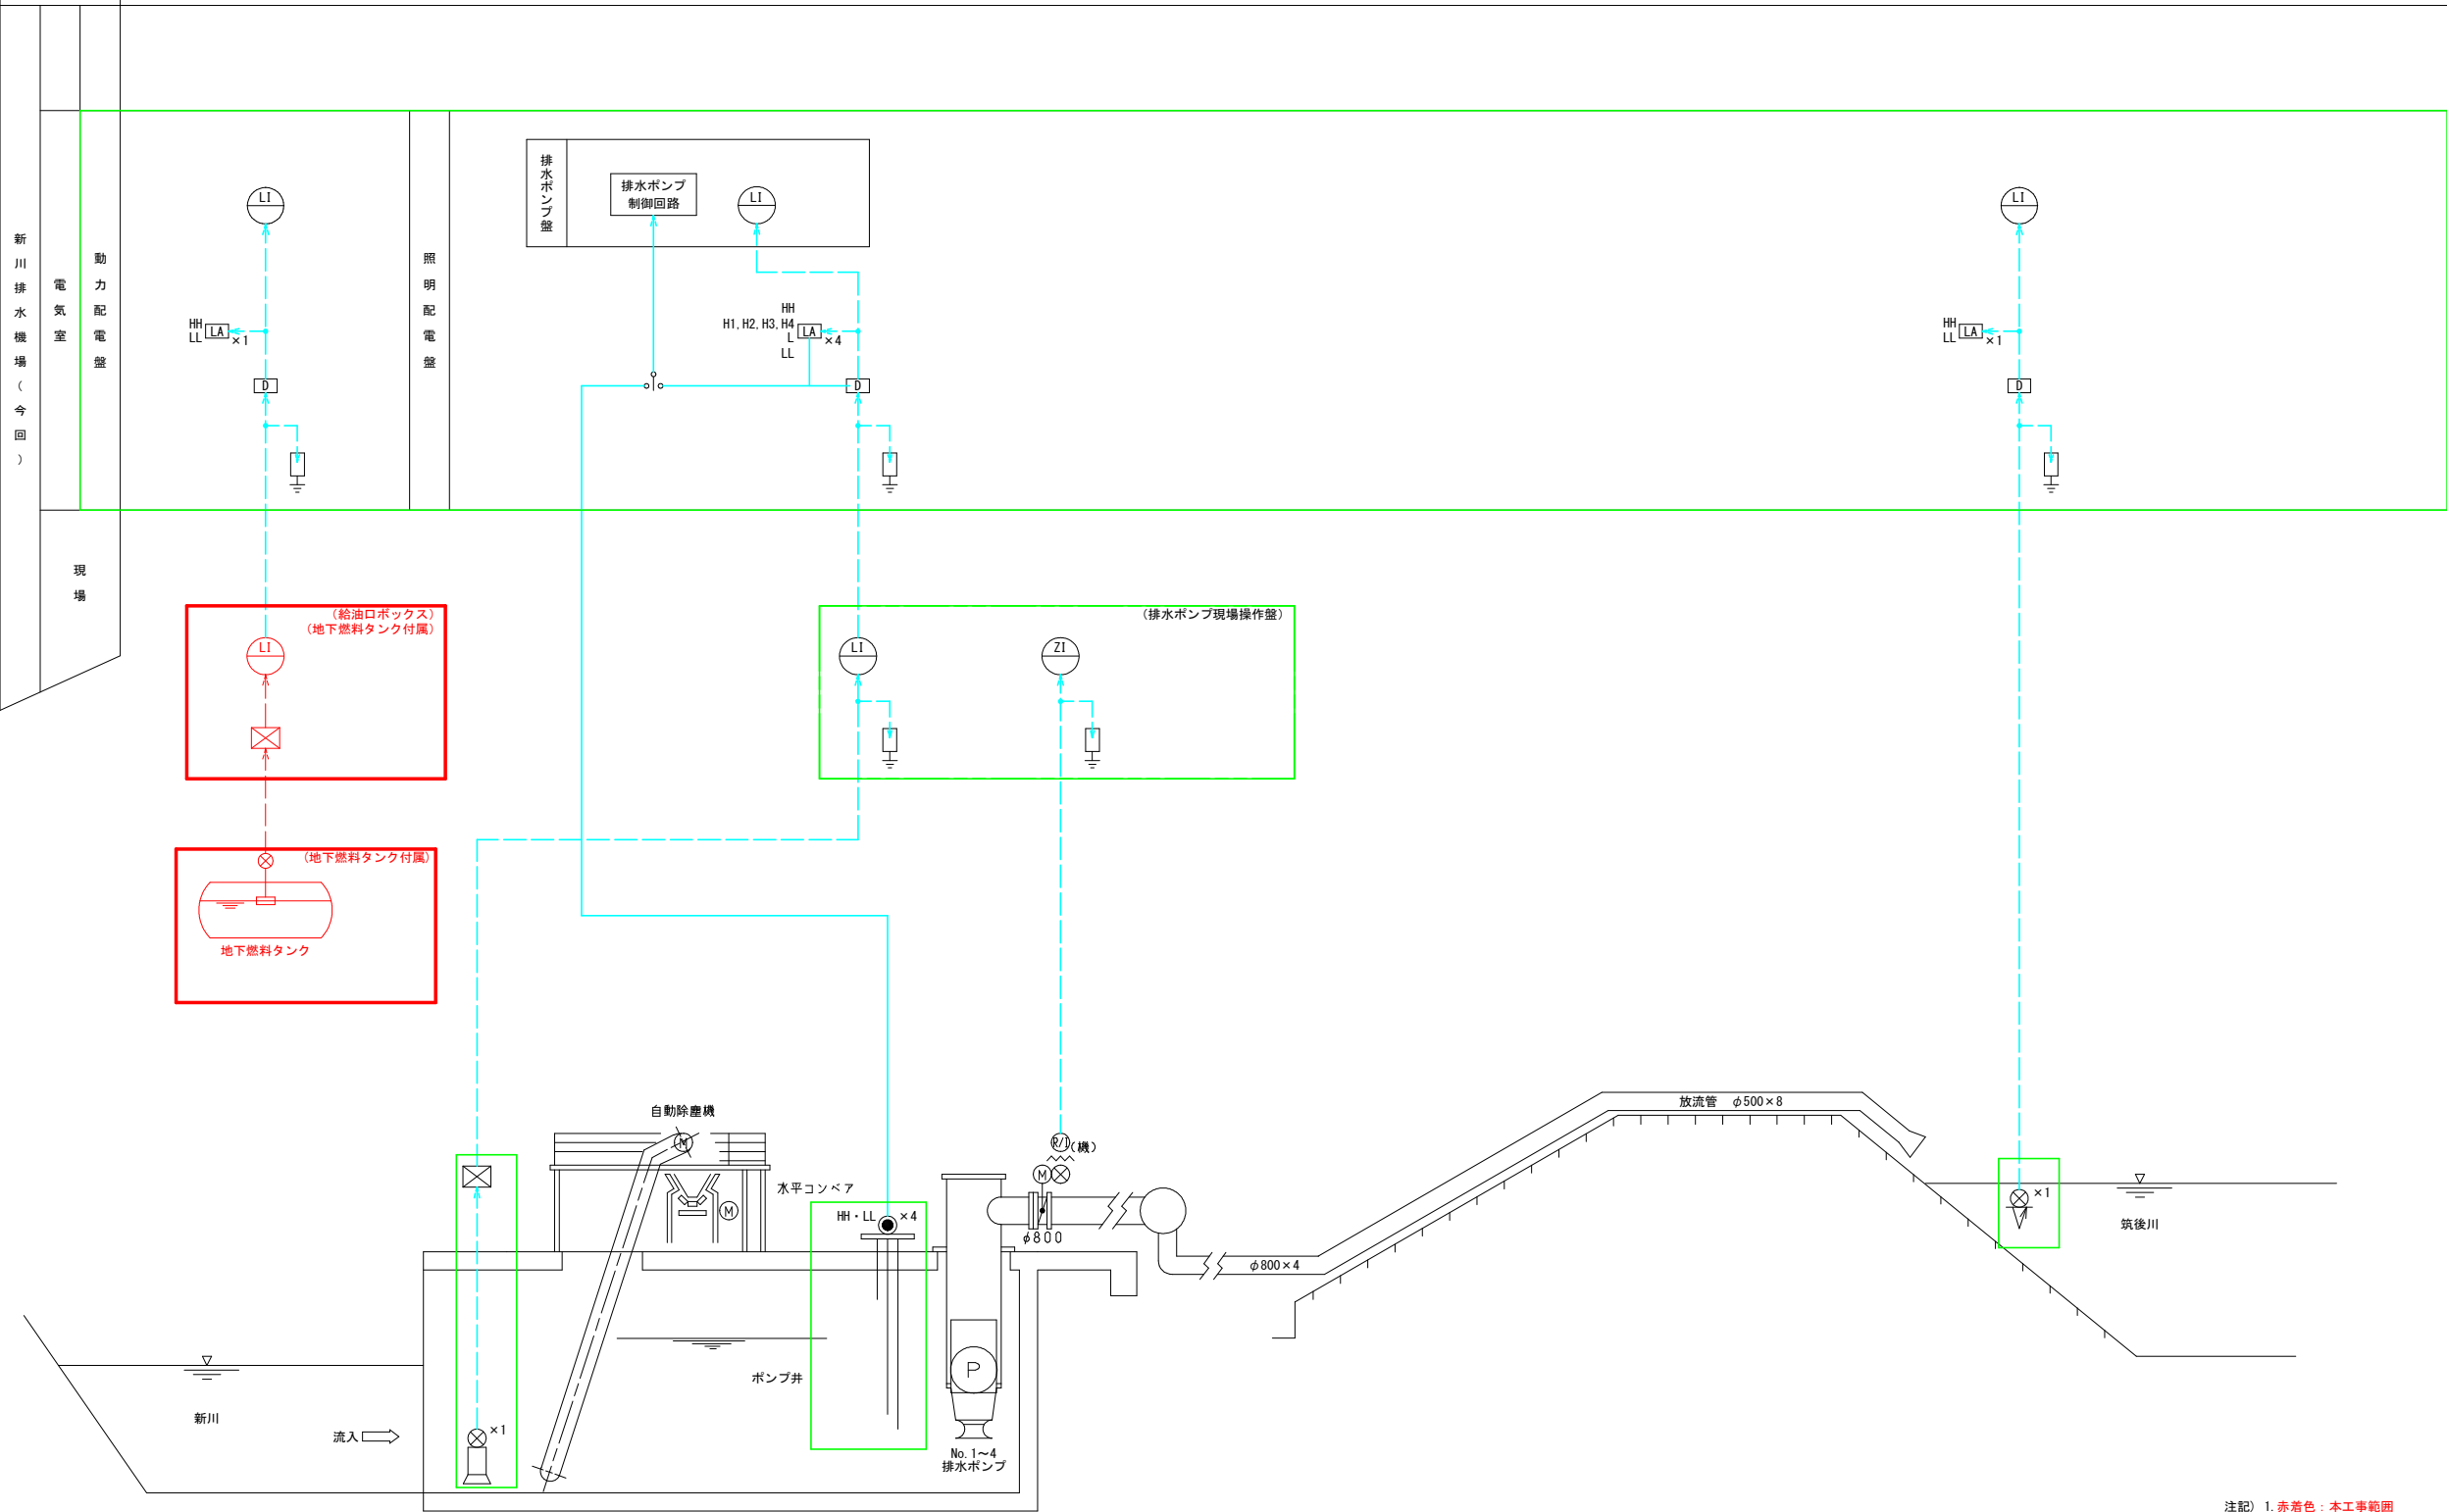 新川排水機場(今回)
電気室
動力配電盤
照明配電盤
排水ポンプ盤
排水ポンプ
制御回路
LI
LI
LI
HH
LL
LA
×1
HH
H1,H2,H3,H4
L
LL
LA
×4
HH
LL
LA
×1
D
D
D
現場
(給油口ボックス)
(地下燃料タンク付属)
LI
(排水ポンプ現場操作盤)
LI
ZI
(地下燃料タンク付属)
地下燃料タンク
自動除塵機
M
水平コンベア
M
HH・LL
×4
R/I
(機)
M
φ800
φ800×4
放流管 φ500×8
×1
筑後川
ポンプ井
P
No.1〜4
排水ポンプ
新川
流入
×1
注記) 1.赤着色:本工事範囲